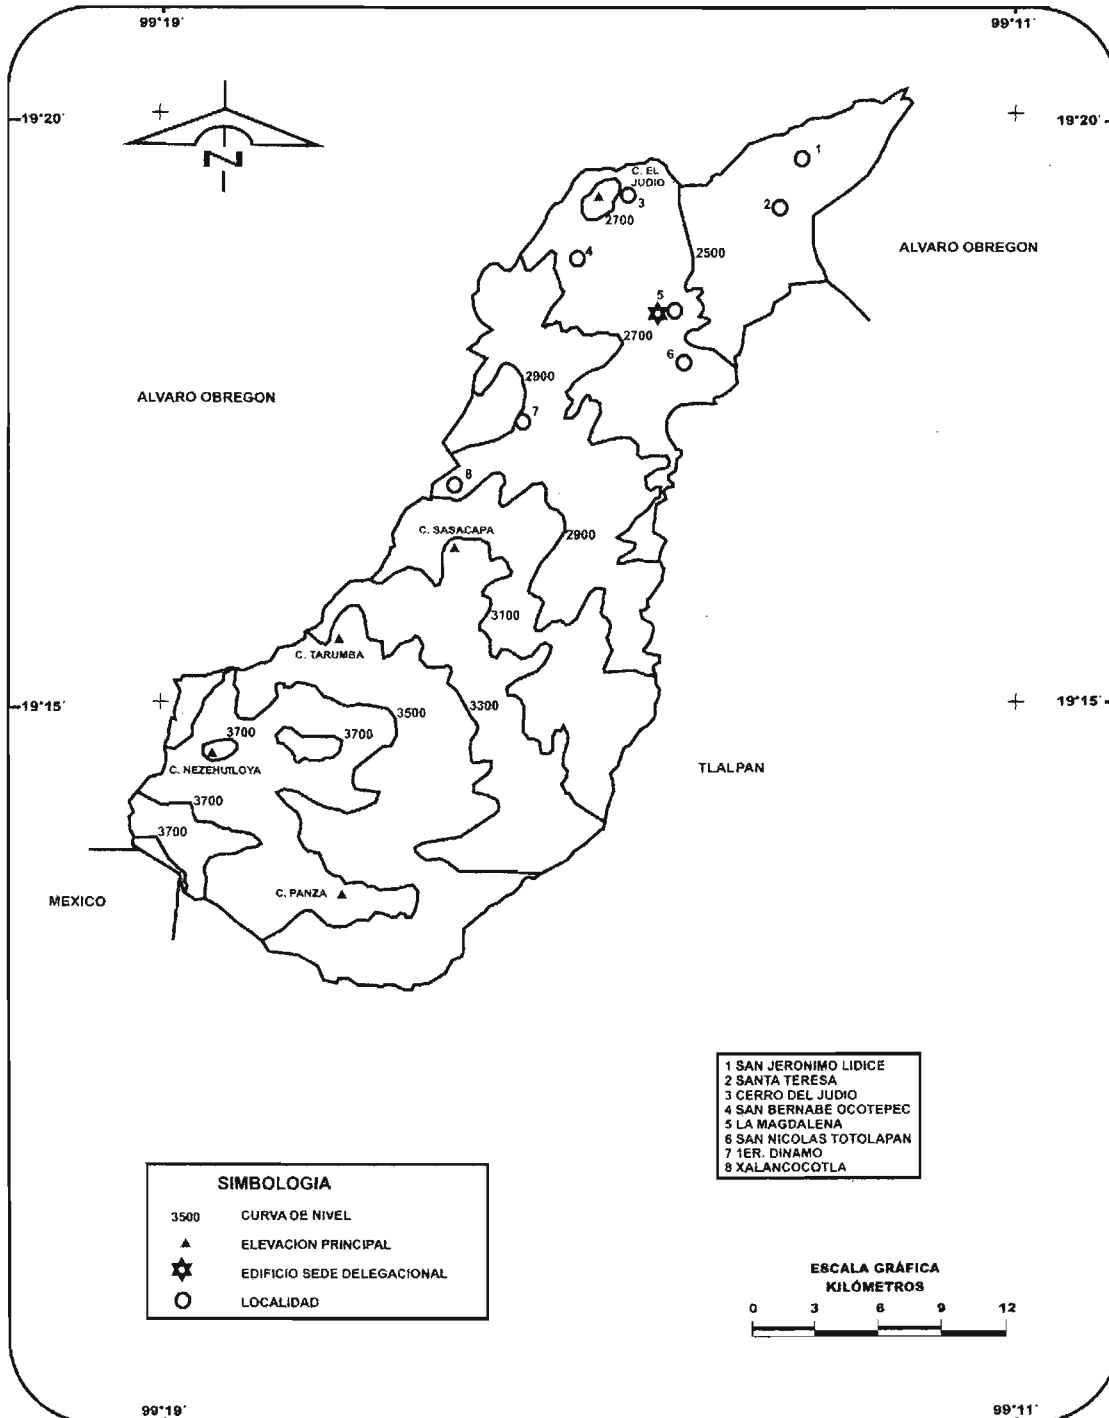 99°19´
99°11´
19°20´
19°20´
N
C. EL
JUDIO
1
3
2
2700
4
2500
ALVARO OBREGON
5
2700
6
2900
ALVARO OBREGON
7
8
C. SASACAPA
2900
3100
C. TARUMBA
19°15´
19°15´
3500
3300
3700
3700
C. NEZEHUILOYA
TLALPAN
3700
3700
C. PANZA
MEXICO
1 SAN JERONIMO LIDICE
2 SANTA TERESA
3 CERRO DEL JUDIO
4 SAN BERNABE OCOTEPEC
5 LA MAGDALENA
6 SAN NICOLAS TOTOLAPAN
7 1ER. DINAMO
8 XALANCOCOTLA
SIMBOLOGIA
3500 CURVA DE NIVEL
ELEVACION PRINCIPAL
EDIFICIO SEDE DELEGACIONAL
LOCALIDAD
ESCALA GRÁFICA
KILÓMETROS
0 3 6 9 12
99°19´
99°11´